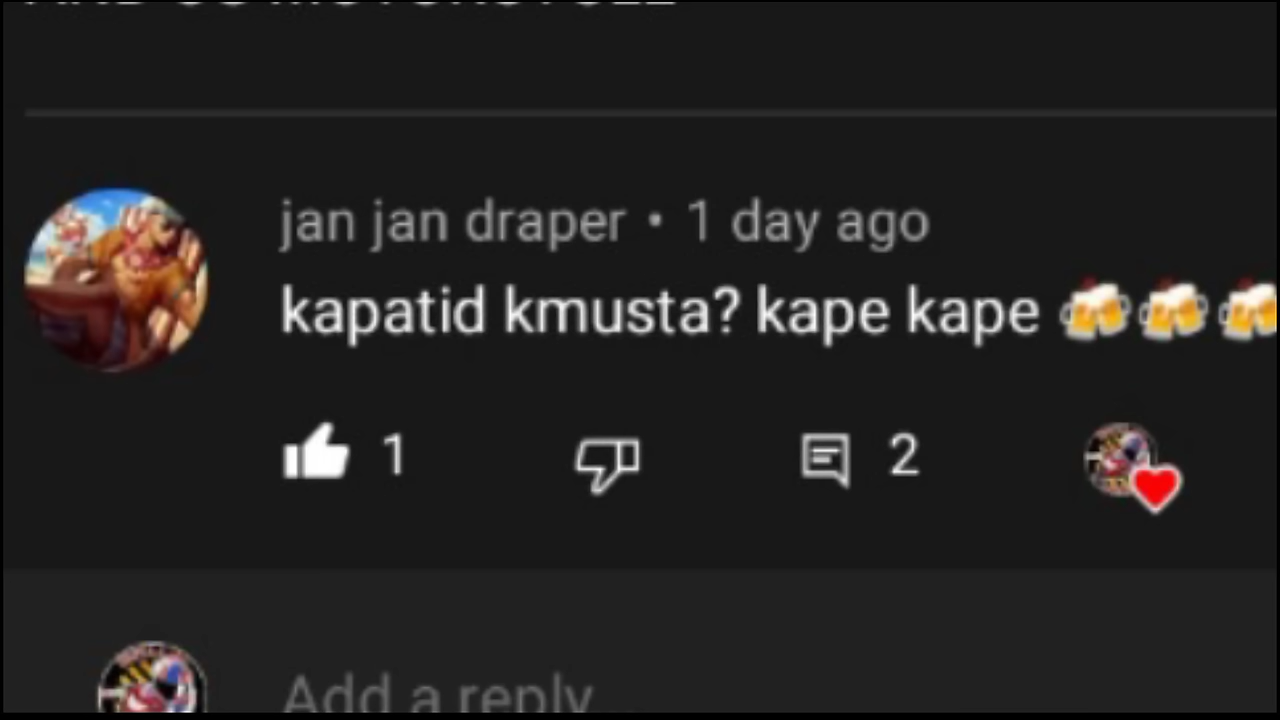 jan jan draper • 1 day ago
kapatid kmusta? kape kape 🍻🍻🍻
1
2
Add a reply...